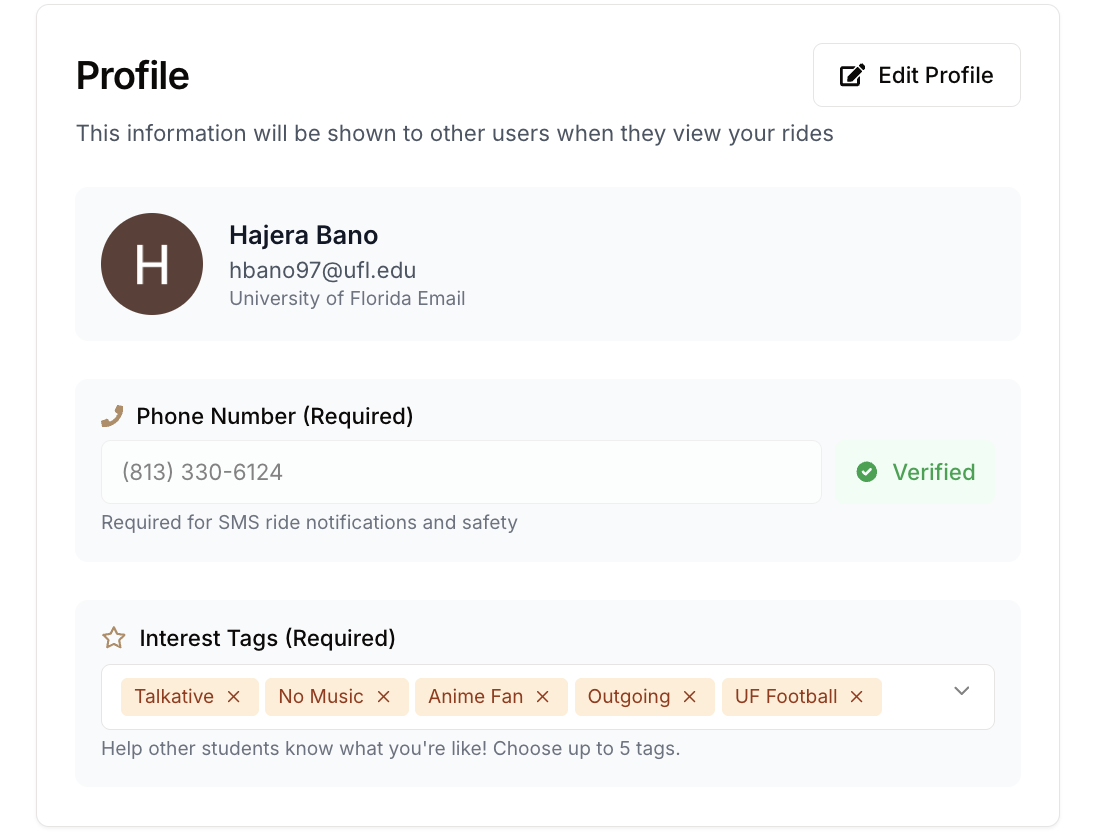 Profile
Edit Profile
This information will be shown to other users when they view your rides
H
Hajera Bano
hbano97@ufl.edu
University of Florida Email
Phone Number (Required)
(813) 330-6124
Verified
Required for SMS ride notifications and safety
Interest Tags (Required)
Talkative × No Music × Anime Fan × Outgoing × UF Football ×
Help other students know what you're like! Choose up to 5 tags.